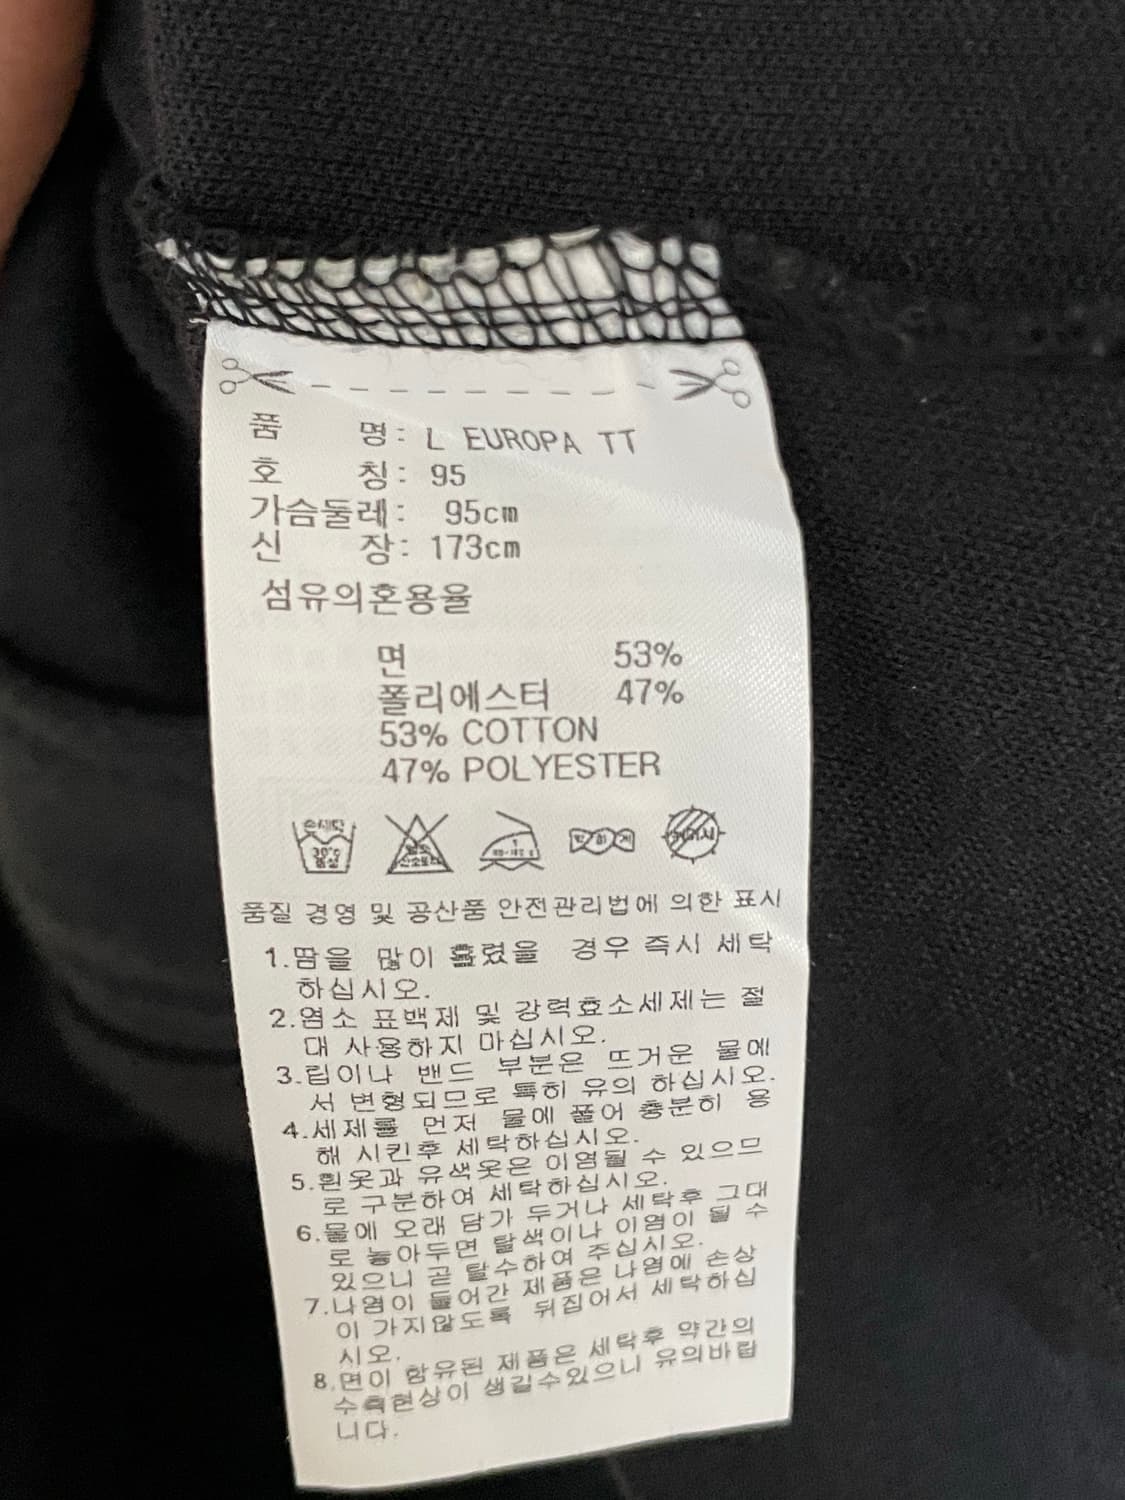 품 명: L EUROPA TT
호 칭: 95
가슴둘레: 95cm
신 장: 173cm
섬유의혼용율
면 53%
폴리에스터 47%
53% COTTON
47% POLYESTER
손세탁
30°C
중성
약하게
품질 경영 및 공산품 안전관리법에 의한 표시
1.땀을 많이 흘렸을 경우 즉시 세탁
하십시오.
2.염소 표백제 및 강력효소세제는 절
대 사용하지 마십시오.
3.립이나 밴드 부분은 뜨거운 물에
서 변형되므로 특히 유의 하십시오.
4.세제를 먼저 물에 풀어 충분히 용
해 시킨후 세탁하십시오.
5.흰옷과 유색옷은 이염될 수 있으므
로 구분하여 세탁하십시오.
6.물에 오래 담가 두거나 세탁후 그대
로 놓아두면 탈색이나 이염이 될 수
있으니 곧 탈수하여 주십시오.
7.나염이 들어간 제품은 나염에 손상
이 가지않도록 뒤집어서 세탁하십
시오.
8.면이 함유된 제품은 세탁후 약간의
수축현상이 생길수있으니 유의바랍
니다.